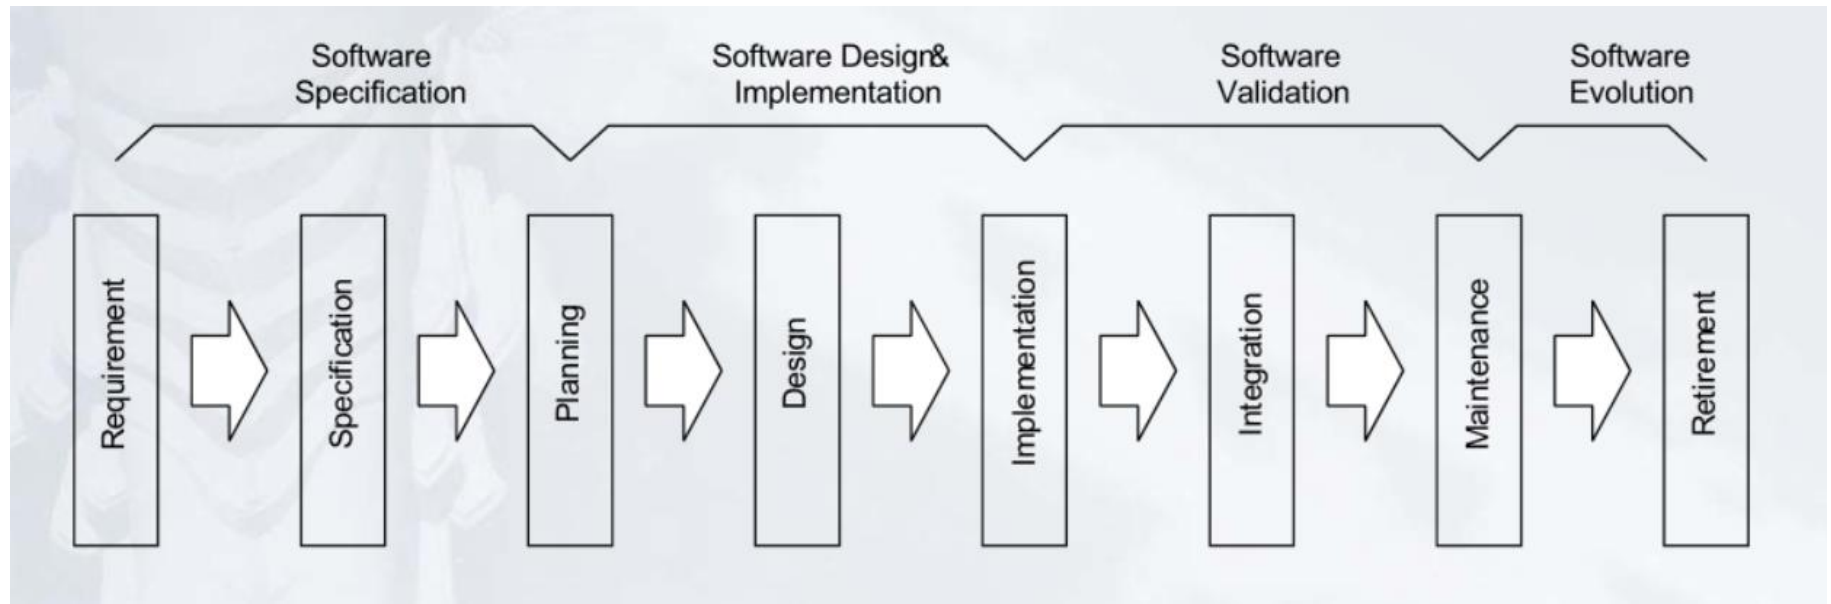 Software
Specification
Software Design&
Implementation
Software
Validation
Software
Evolution
Requirement
Specification
Planning
Design
Implementation
Integration
Maintenance
Retirement